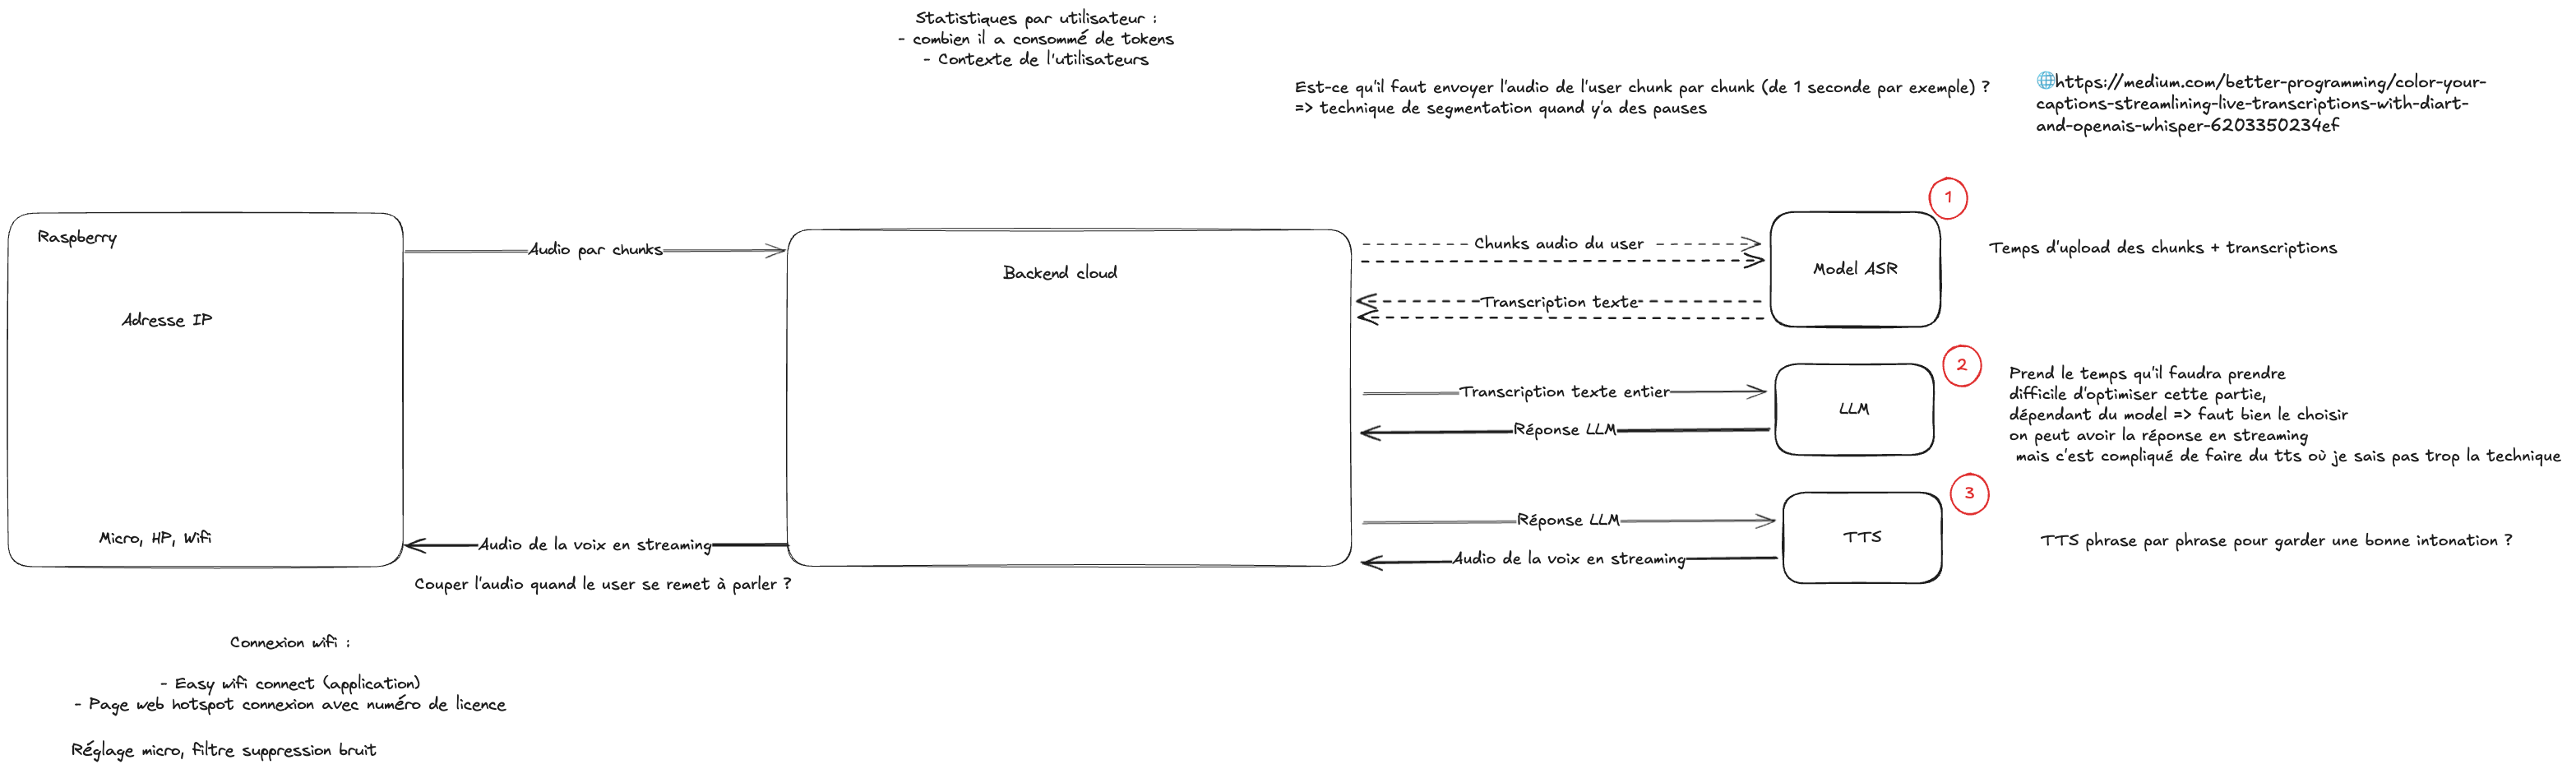 Statistiques par utilisateur :
- combien il a consommé de tokens
- Contexte de l'utilisateurs
Est-ce qu'il faut envoyer l'audio de l'user chunk par chunk (de 1 seconde par exemple) ?
=> technique de segmentation quand y'a des pauses
🌐https://medium.com/better-programming/color-your-
captions-streamlining-live-transcriptions-with-diart-
and-openais-whisper-6203350234ef
Raspberry
Adresse IP
Micro, HP, Wifi
Audio par chunks
Audio de la voix en streaming
Couper l'audio quand le user se remet à parler ?
Backend cloud
Chunks audio du user
Transcription texte
Model ASR
1
Temps d'upload des chunks + transcriptions
Transcription texte entier
Réponse LLM
LLM
2
Prend le temps qu'il faudra prendre
difficile d'optimiser cette partie,
dépendant du model => faut bien le choisir
on peut avoir la réponse en streaming
mais c'est compliqué de faire du tts où je sais pas trop la technique
Réponse LLM
Audio de la voix en streaming
TTS
3
TTS phrase par phrase pour garder une bonne intonation ?
Connexion wifi :
- Easy wifi connect (application)
- Page web hotspot connexion avec numéro de licence
Réglage micro, filtre suppression bruit